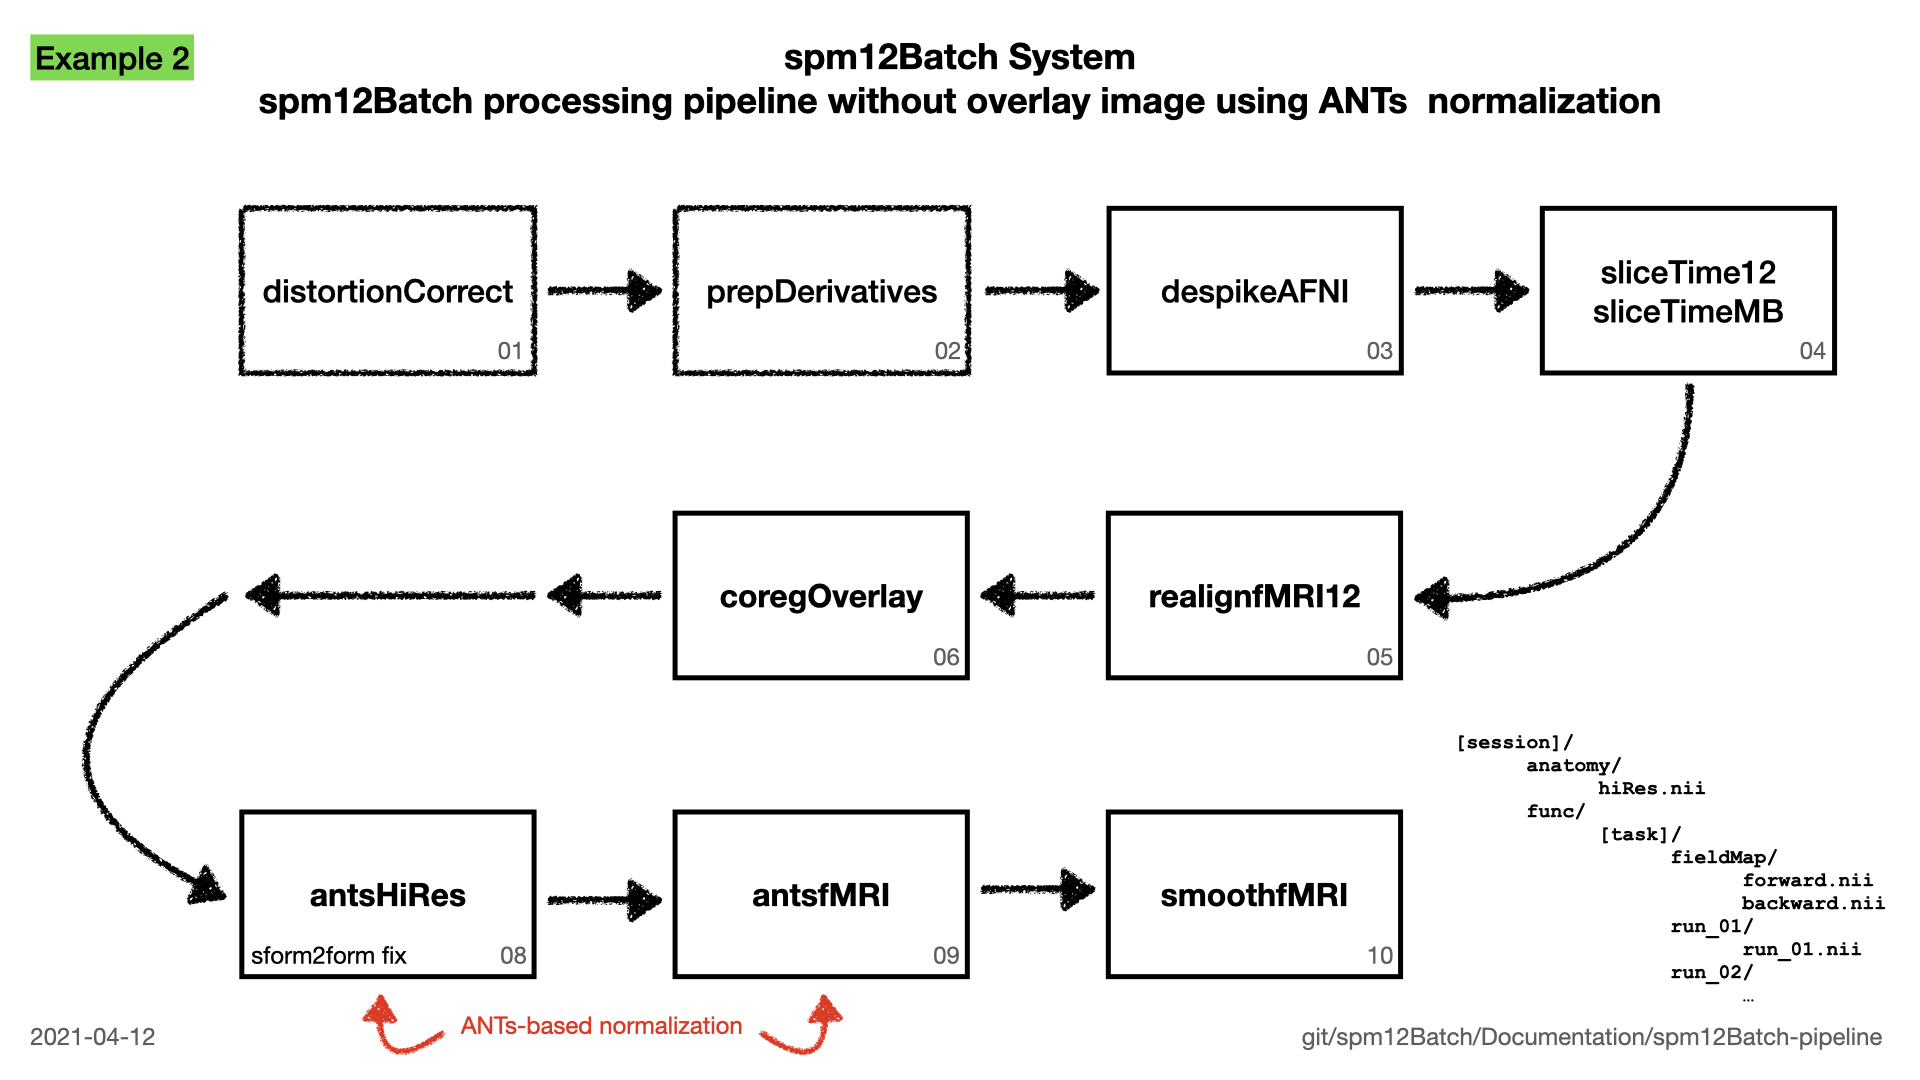 Example 2
spm12Batch System
spm12Batch processing pipeline without overlay image using ANTs normalization
distortionCorrect
01
prepDerivatives
02
despikeAFNI
03
sliceTime12
sliceTimeMB
04
realignfMRI12
05
coregOverlay
06
antsHiRes
sform2form fix
08
antsfMRI
09
smoothfMRI
10
ANTs-based normalization
[session]/
anatomy/
hiRes.nii
func/
[task]/
fieldMap/
forward.nii
backward.nii
run_01/
run_01.nii
run_02/
…
2021-04-12
git/spm12Batch/Documentation/spm12Batch-pipeline